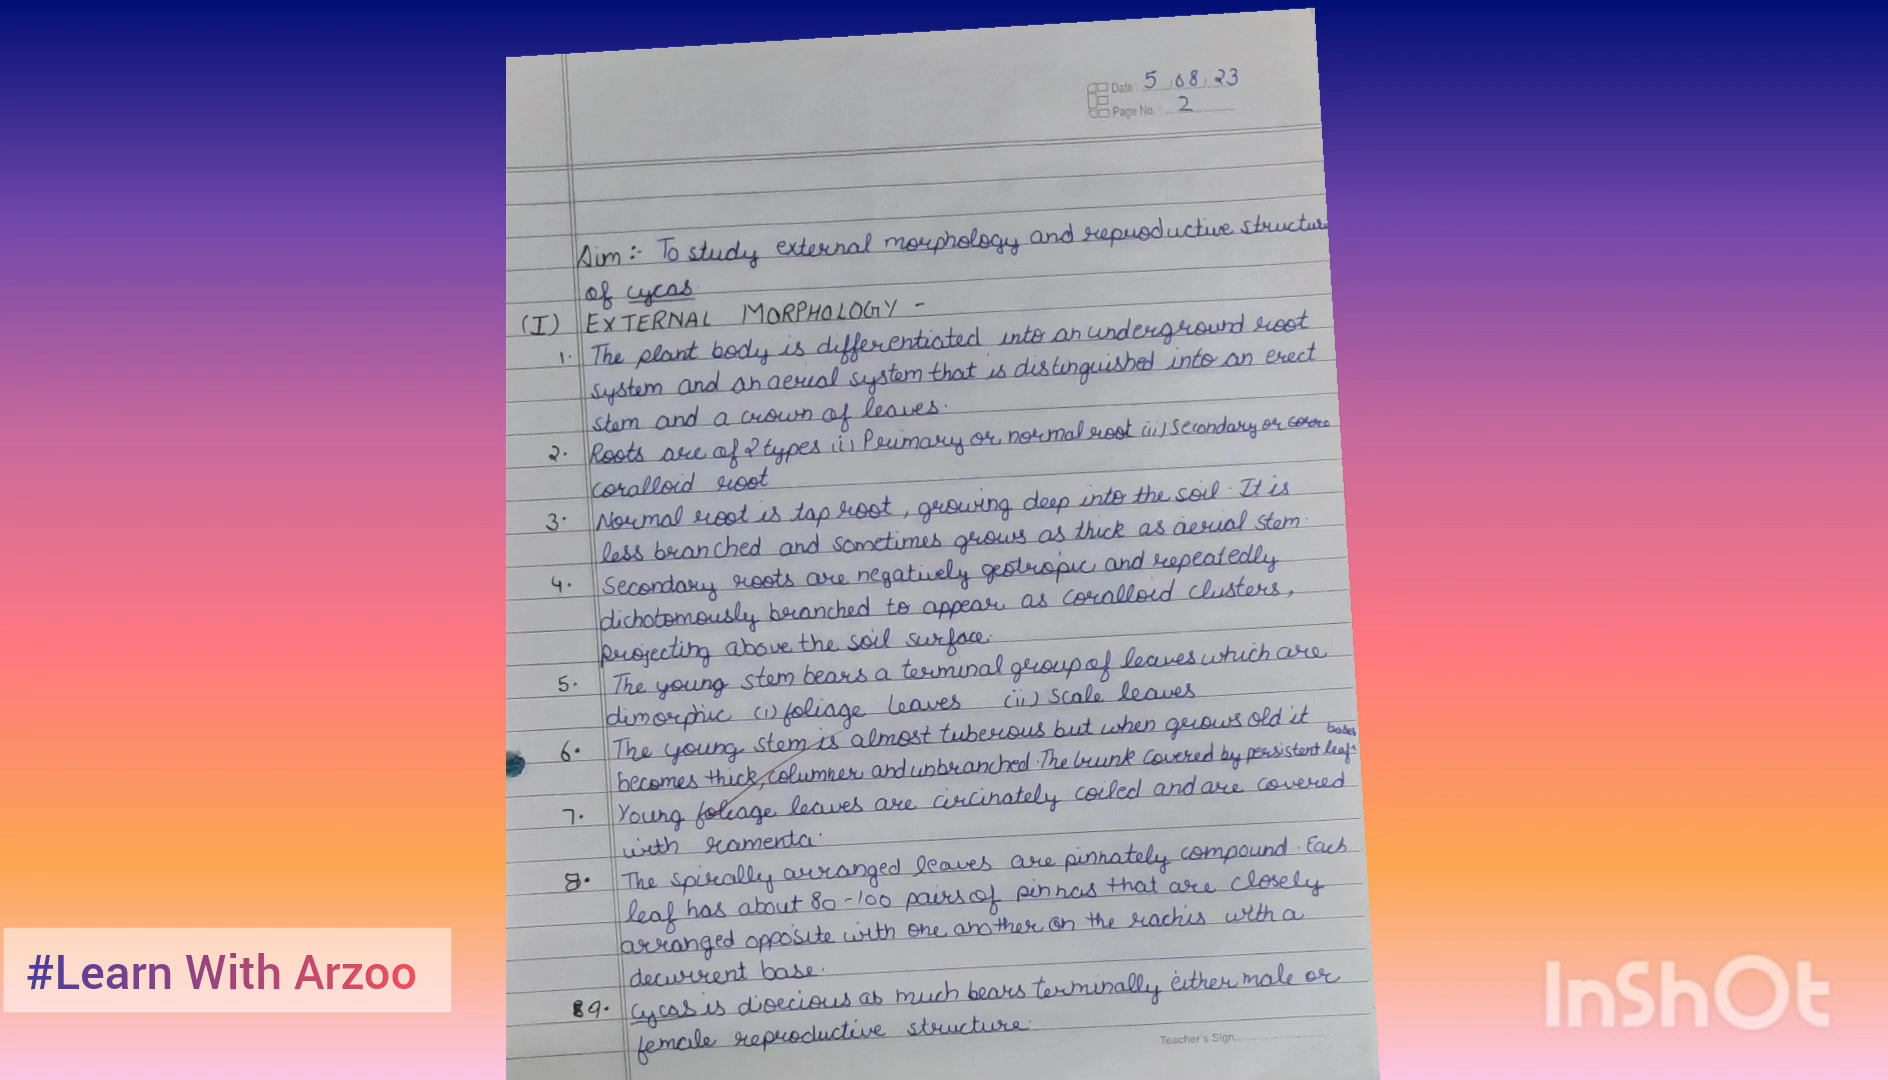 Date 5 08 23
Page No. : 2
Aim :- To study external morphology and reproductive structure
of cycas
(I) EXTERNAL MORPHOLOGY -
1. The plant body is differentiated into an underground root
system and an aerial system that is distinguished into an erect
stem and a crown of leaves.
2. Roots are of 2 types (i) Primary or normal root (ii) Secondary or
coralloid root
3. Normal root is tap root, growing deep into the soil. It is
less branched and sometimes grows as thick as aerial stem.
4. Secondary roots are negatively geotropic and repeatedly
dichotomously branched to appear as coralloid clusters,
projecting above the soil surface.
5. The young stem bears a terminal group of leaves which are
dimorphic (i) foliage leaves (ii) scale leaves
6. The young stem is almost tuberous but when grows old it
becomes thick, columner and unbranched. The trunk covered by persistent leaf bases
7. Young foliage leaves are circinately coiled and are covered
with ramenta.
8. The spirally arranged leaves are pinnately compound. Each
leaf has about 80-100 pairs of pinnas that are closely
arranged opposite with one another on the rachis with a
decurrent base.
9. Cycas is dioecious as much bears terminally either male or
female reproductive structure.
Teacher's Sign
#Learn With Arzoo
InShOt